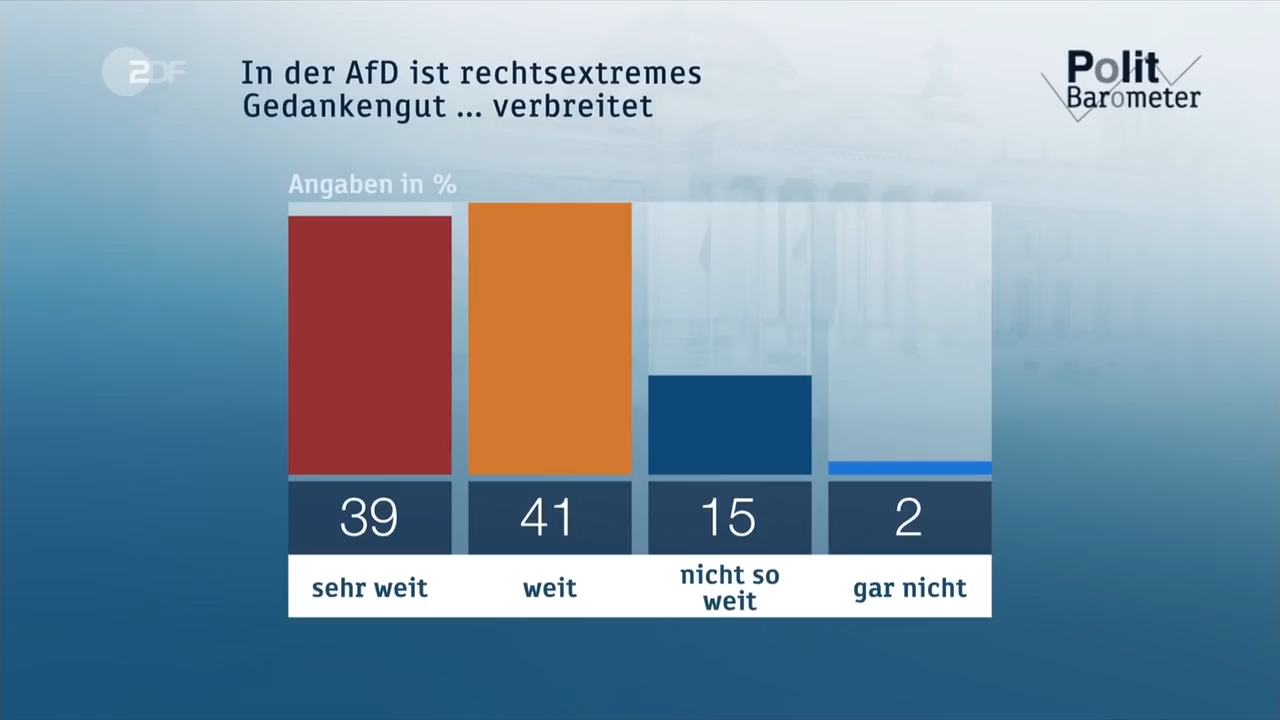 ZDF
In der AfD ist rechtsextremes
Gedankengut ... verbreitet
Polit
Barometer
Angaben in %
39 41 15 2
sehr weit weit nicht so weit gar nicht